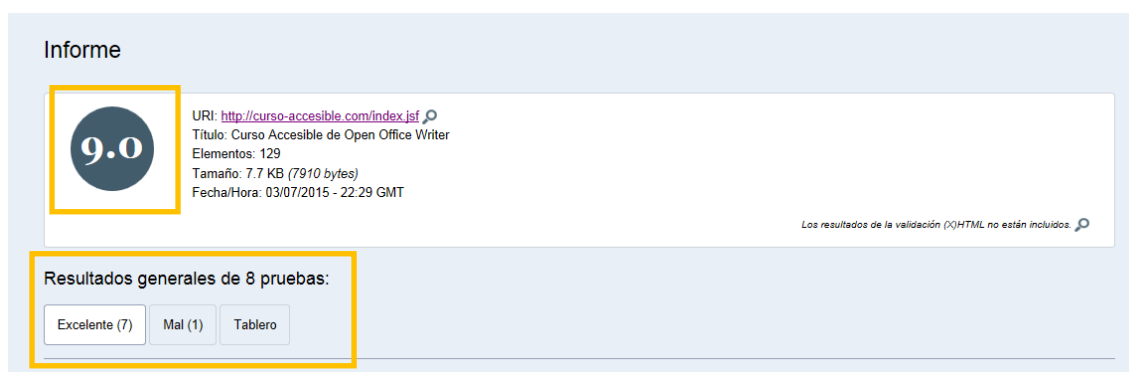 Informe
9.0
URI: http://curso-accesible.com/index.jsf
Título: Curso Accesible de Open Office Writer
Elementos: 129
Tamaño: 7.7 KB (7910 bytes)
Fecha/Hora: 03/07/2015 - 22:29 GMT
Los resultados de la validación (X)HTML no están incluidos.
Resultados generales de 8 pruebas:
Excelente (7) Mal (1) Tablero